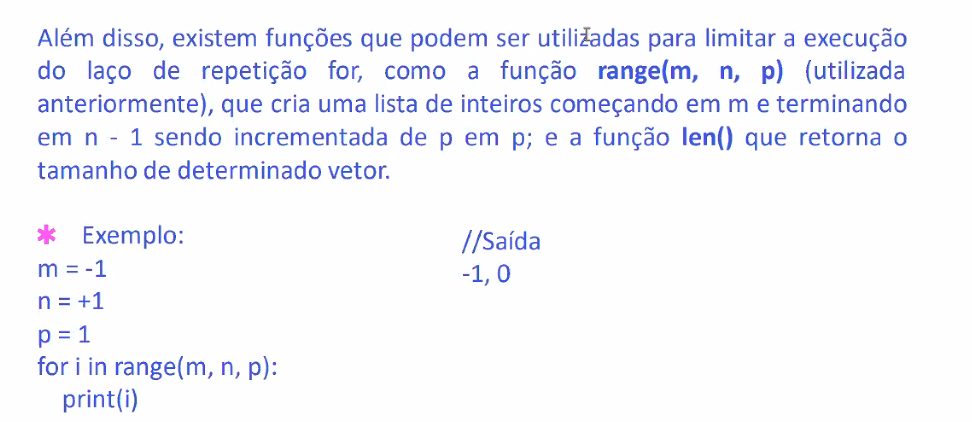 Além disso, existem funções que podem ser utilizadas para limitar a execução
do laço de repetição for, como a função range(m, n, p) (utilizada
anteriormente), que cria uma lista de inteiros começando em m e terminando
em n - 1 sendo incrementada de p em p; e a função len() que retorna o
tamanho de determinado vetor.
* Exemplo:
m = -1
n = +1
p = 1
for i in range(m, n, p):
print(i)
//Saída
-1, 0